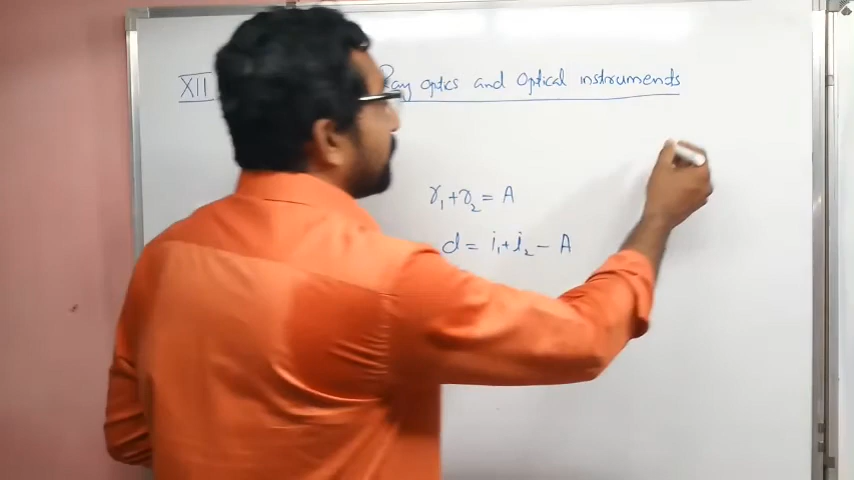 XII Ray optics and Optical instruments
r₁+r₂ = A
d = i₁+i₂ − A